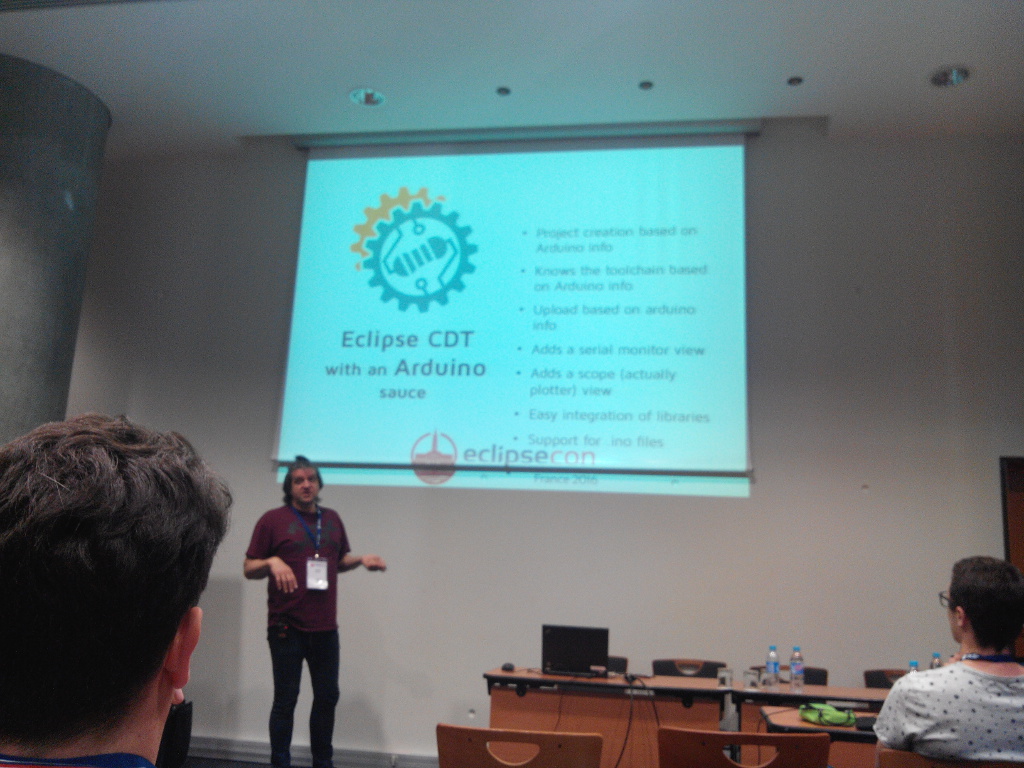 Eclipse CDT
with an Arduino
sauce
• Project creation based on
Arduino info
• Knows the toolchain based
on Arduino info
• Upload based on arduino
info
• Adds a serial monitor view
• Adds a scope (actually
plotter) view
• Easy integration of libraries
• Support for .ino files
eclipsecon
France 2016